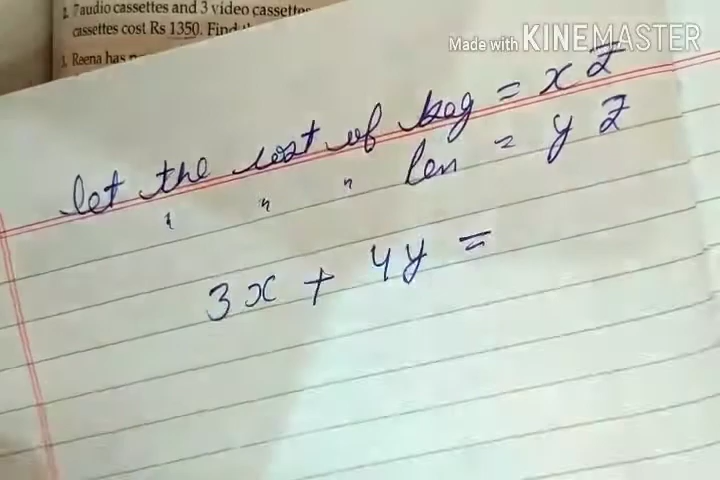 2. 7 audio cassettes and 3 video cassettes
cassettes cost Rs 1350. Find
3. Reena has
Made with KINEMASTER
let the cost of bag = x ₹
" " " Pen = y ₹
3x + 4y =